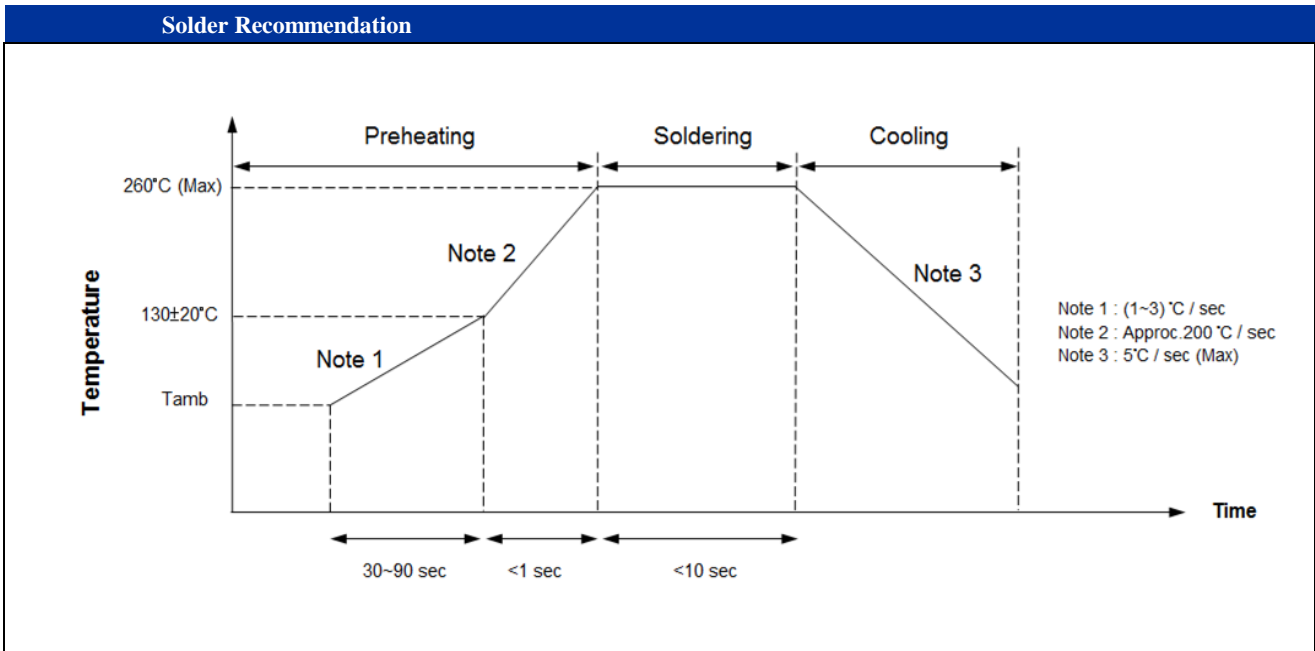 Solder Recommendation
Preheating
Soldering
Cooling
260°C (Max)
Note 2
Note 3
130±20°C
Note 1
Tamb
Temperature
Note 1 : (1~3) °C / sec
Note 2 : Approc.200 °C / sec
Note 3 : 5°C / sec (Max)
Time
30~90 sec
<1 sec
<10 sec